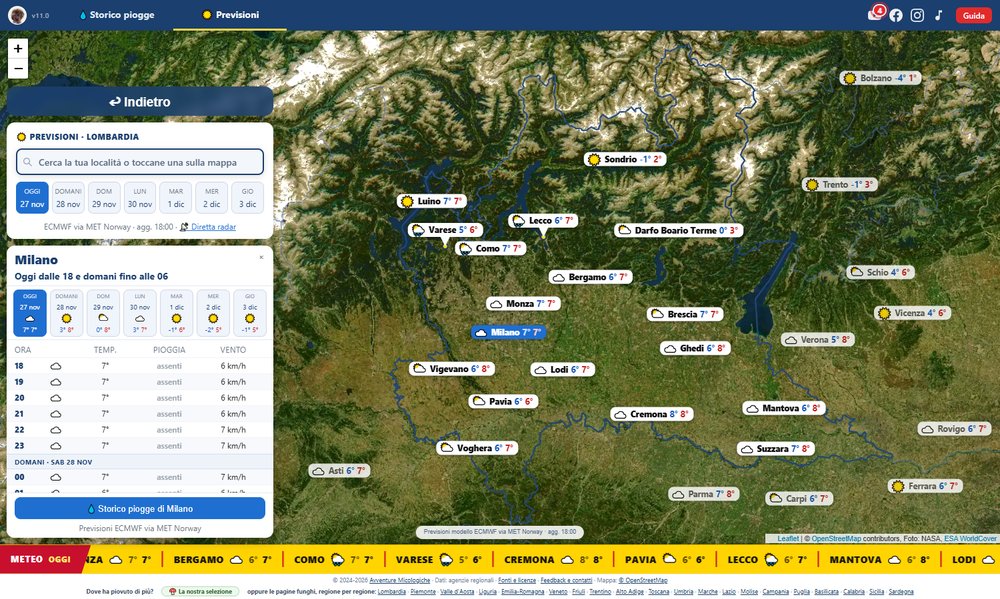 v11.0
Storico piogge
Previsioni
4
Guida
+
−
Indietro
PREVISIONI - LOMBARDIA
Cerca la tua località o toccane una sulla mappa
OGGI DOMANI DOM LUN MAR MER GIO
27 nov 28 nov 29 nov 30 nov 1 dic 2 dic 3 dic
ECMWF via MET Norway · agg. 18:00 · Diretta radar
Milano ×
Oggi dalle 18 e domani fino alle 06
OGGI DOMANI DOM LUN MAR MER GIO
27 nov 28 nov 29 nov 30 nov 1 dic 2 dic 3 dic
7° 7° 3° 8° 0° 8° 3° 7° -1° 6° -2° 5° -1° 5°
ORA TEMP. PIOGGIA VENTO
18 7° assenti 6 km/h
19 7° assenti 6 km/h
20 7° assenti 6 km/h
21 7° assenti 6 km/h
22 7° assenti 7 km/h
23 7° assenti 7 km/h
DOMANI · SAB 28 NOV
00 7° assenti 7 km/h
Storico piogge di Milano
Previsioni ECMWF via MET Norway
Bolzano -4° 1°
Sondrio -1° 2°
Trento -1° 3°
Luino 7° 7°
Lecco 6° 7°
Varese 5° 6°
Darfo Boario Terme 0° 3°
Como 7° 7°
Schio 4° 6°
Bergamo 6° 7°
Monza 7° 7°
Brescia 7° 7°
Vicenza 4° 6°
Milano 7° 7°
Verona 5° 8°
Ghedi 6° 8°
Vigevano 6° 8°
Lodi 6° 7°
Pavia 6° 6°
Mantova 6° 8°
Cremona 8° 8°
Rovigo 6° 7°
Voghera 6° 7°
Suzzara 7° 8°
Asti 6° 7°
Ferrara 6° 7°
Parma 7° 8°
Carpi 6° 7°
Previsioni modello ECMWF via MET Norway · agg. 18:00
Leaflet | © OpenStreetMap contributors, Foto: NASA, ESA WorldCover
METEO OGGI
NZA 7° 7° BERGAMO 6° 7° COMO 7° 7° VARESE 5° 6° CREMONA 8° 8° PAVIA 6° 6° LECCO 6° 7° MANTOVA 6° 8° LODI
© 2024-2026 Avventure Micologiche · Dati: agenzie regionali · Fonti e licenze · Feedback e contatti · Mappa: © OpenStreetMap
Dove ha piovuto di più? La nostra selezione oppure le pagine funghi, regione per regione: Lombardia Piemonte Valle d'Aosta Liguria Emilia-Romagna Veneto Friuli Trentino Alto Adige Toscana Umbria Marche Lazio Molise Campania Puglia Basilicata Calabria Sicilia Sardegna